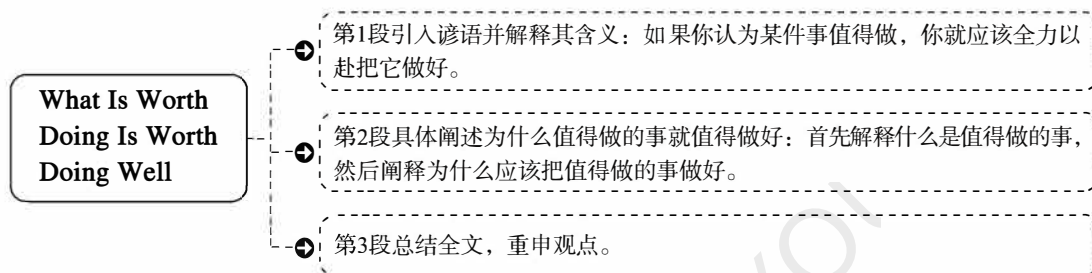 What Is Worth
Doing Is Worth
Doing Well
第1段引入谚语并解释其含义：如果你认为某件事值得做，你就应该全力以
赴把它做好。
第2段具体阐述为什么值得做的事就值得做好：首先解释什么是值得做的事，
然后阐释为什么应该把值得做的事做好。
第3段总结全文，重申观点。